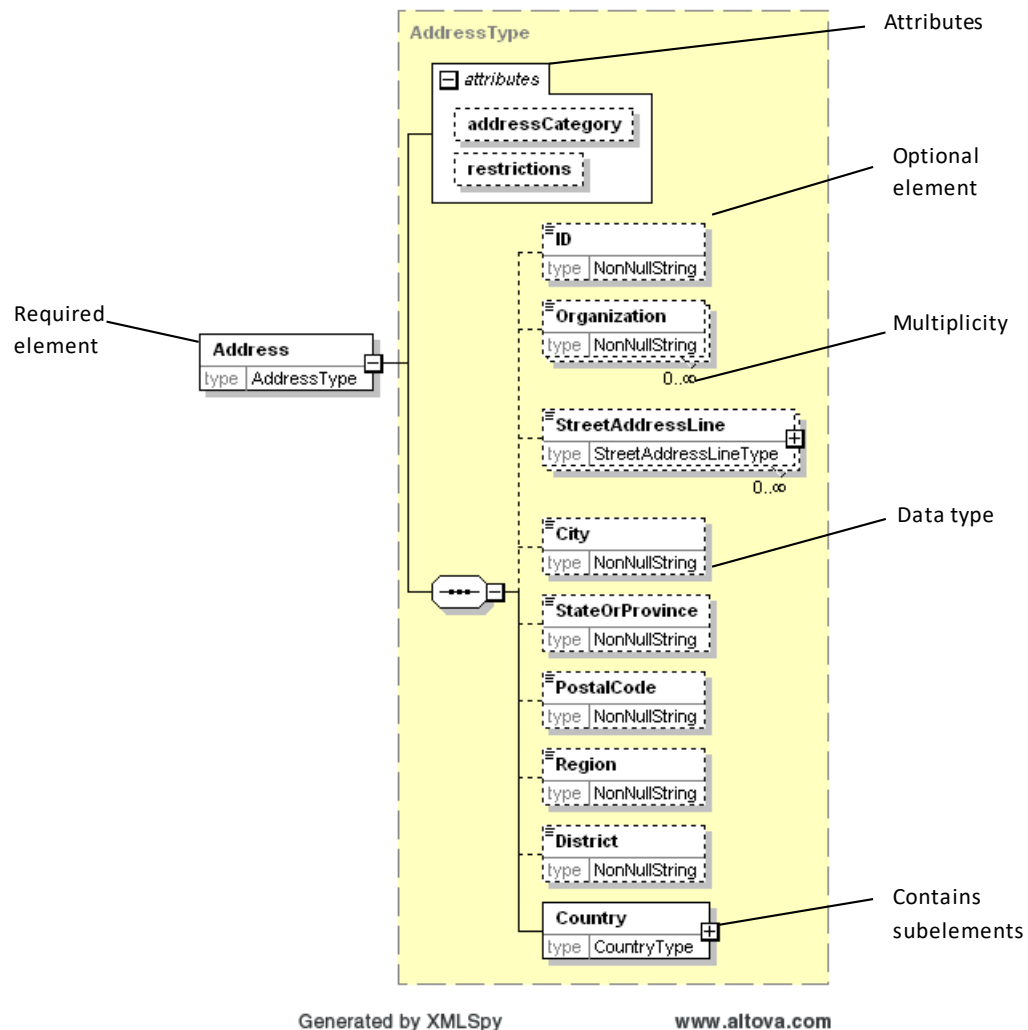 AddressType
Attributes
attributes
addressCategory
restrictions
Optional
element
ID
type NonNullString
Required
element
Organization
type NonNullString
0..∞
Multiplicity
Address
type AddressType
StreetAddressLine
type StreetAddressLineType
0..∞
City
type NonNullString
Data type
StateOrProvince
type NonNullString
PostalCode
type NonNullString
Region
type NonNullString
District
type NonNullString
Country
type CountryType
Contains
subelements
Generated by XMLSpy
www.altova.com